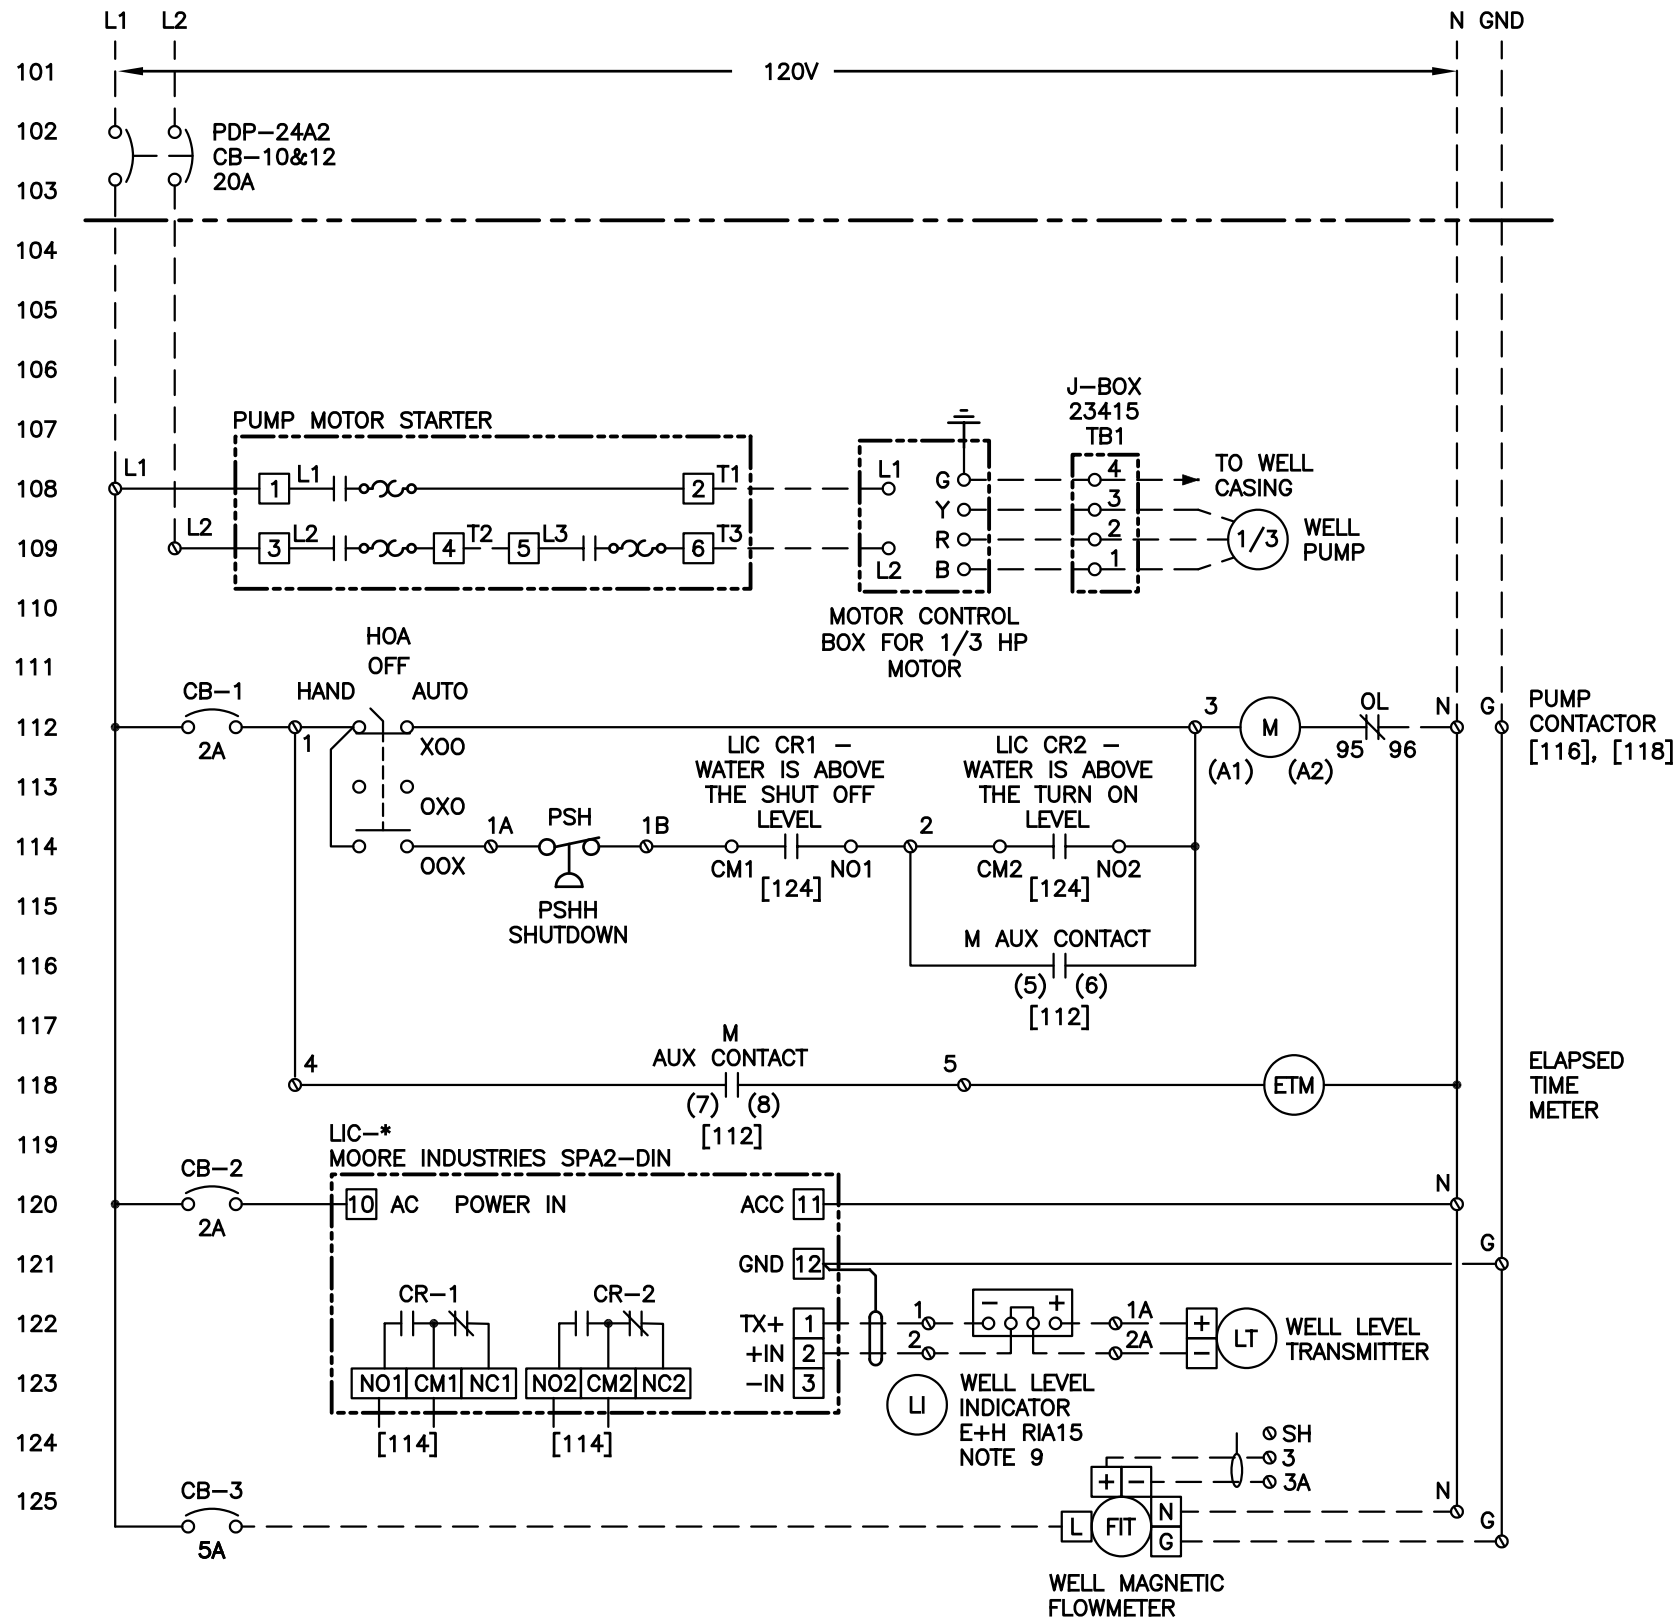 L1 L2 N GND
101 120V
102 PDP-24A2
CB-10&12
103 20A
104
105
106
J-BOX
23415
TB1
107 PUMP MOTOR STARTER
L1 1 L1 2 T1 L1 G 4 TO WELL
108 CASING
Y 3
L2 3 L2 4 T2 5 L3 6 T3 R 2 1/3 WELL
109 PUMP
L2 B 1
110 MOTOR CONTROL
BOX FOR 1/3 HP
MOTOR
HOA
111 OFF
CB-1 HAND AUTO
112 2A 1 XOO 3 M OL N G PUMP
CONTACTOR
[116], [118]
(A1) (A2) 95 96
LIC CR1 -
WATER IS ABOVE
THE SHUT OFF
LEVEL
LIC CR2 -
WATER IS ABOVE
THE TURN ON
LEVEL
113 OXO
114 OOX 1A PSH 1B CM1 NO1 2 CM2 NO2
[124] [124]
115 PSHH
SHUTDOWN
M AUX CONTACT
116 (5) (6)
[112]
117 M
AUX CONTACT
118 4 (7) (8) 5 ETM ELAPSED
TIME
METER
[112]
119 LIC-*
MOORE INDUSTRIES SPA2-DIN
CB-2
120 10 AC POWER IN ACC 11 N
2A
121 GND 12 G
CR-1 CR-2
122 TX+ 1 1 - + 1A + LT WELL LEVEL
TRANSMITTER
+IN 2 2 2A -
123 NO1 CM1 NC1 NO2 CM2 NC2 -IN 3 LI WELL LEVEL
INDICATOR
E+H RIA15
NOTE 9
124 [114] [114] SH
3
3A
+ -
125 CB-3 N N
5A L FIT G G
WELL MAGNETIC
FLOWMETER